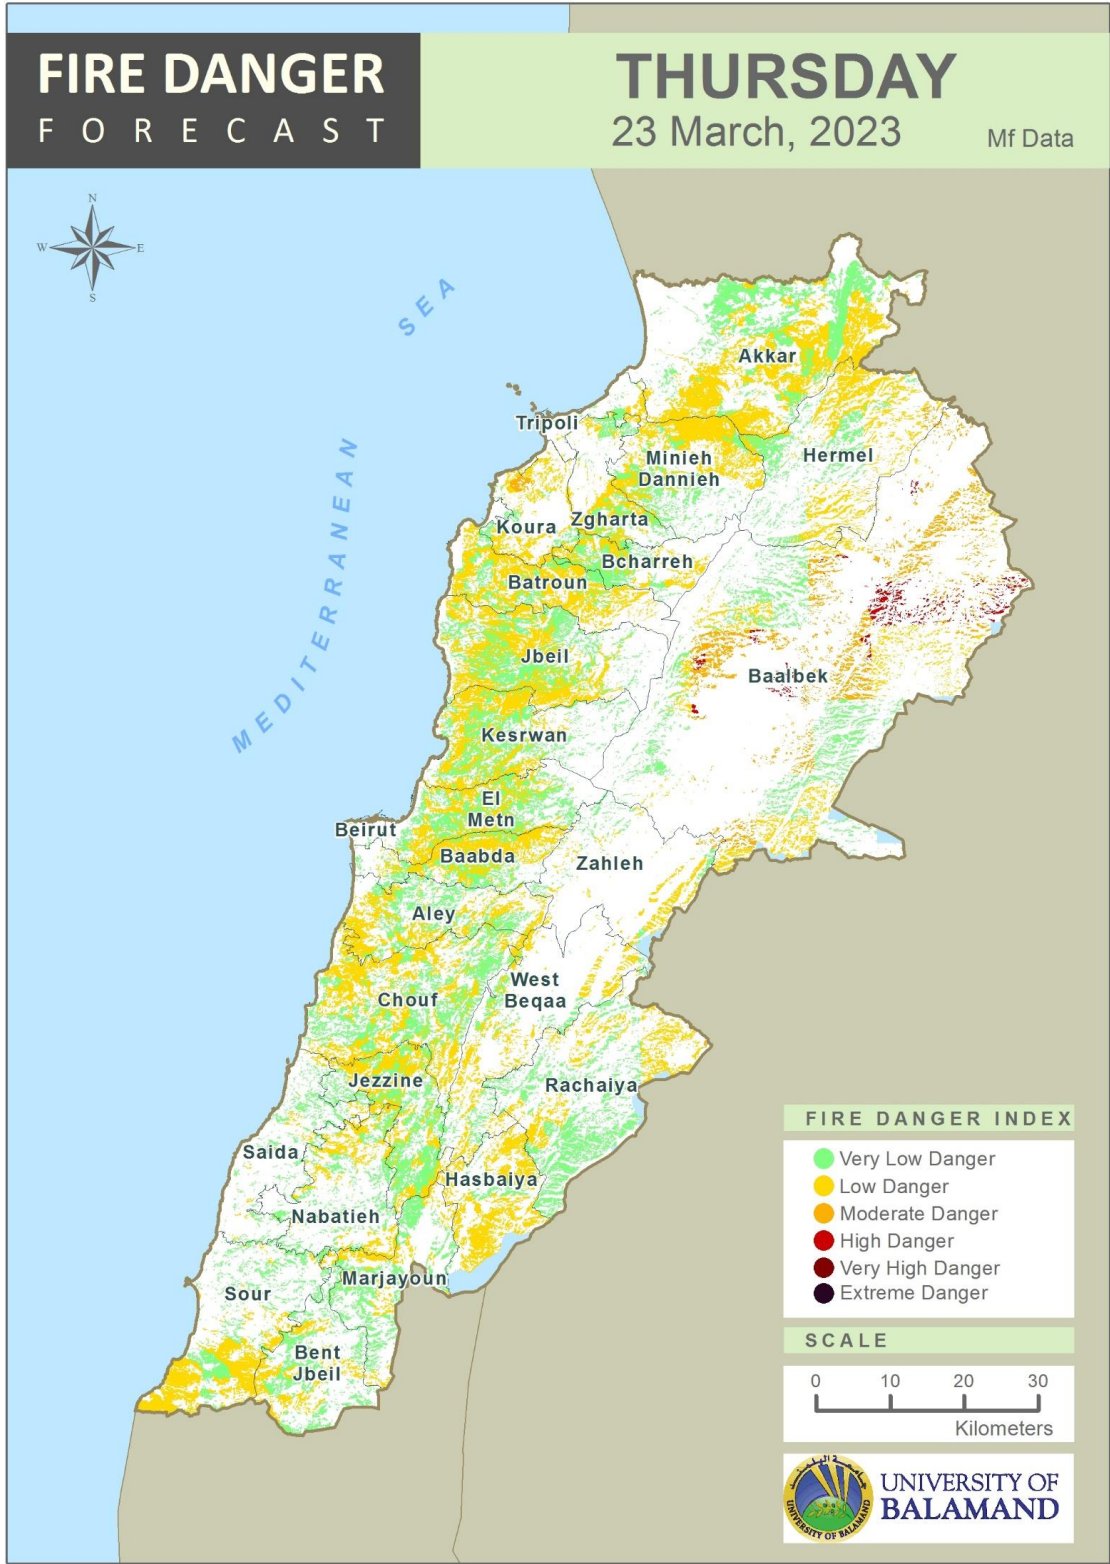 FIRE DANGER
FORECAST
THURSDAY
23 March, 2023
Mf Data
N
W
E
S
MEDITERRANEAN SEA
Akkar
Tripoli
Minieh
Dannieh
Hermel
Koura
Zgharta
Bcharreh
Batroun
Jbeil
Baalbek
Kesrwan
El
Metn
Beirut
Baabda
Zahleh
Aley
West
Beqaa
Chouf
Jezzine
Rachaiya
Saida
Hasbaiya
Nabatieh
Marjayoun
Sour
Bent
Jbeil
FIRE DANGER INDEX
Very Low Danger
Low Danger
Moderate Danger
High Danger
Very High Danger
Extreme Danger
SCALE
0 10 20 30
Kilometers
UNIVERSITY OF BALAMAND
UNIVERSITY OF
BALAMAND